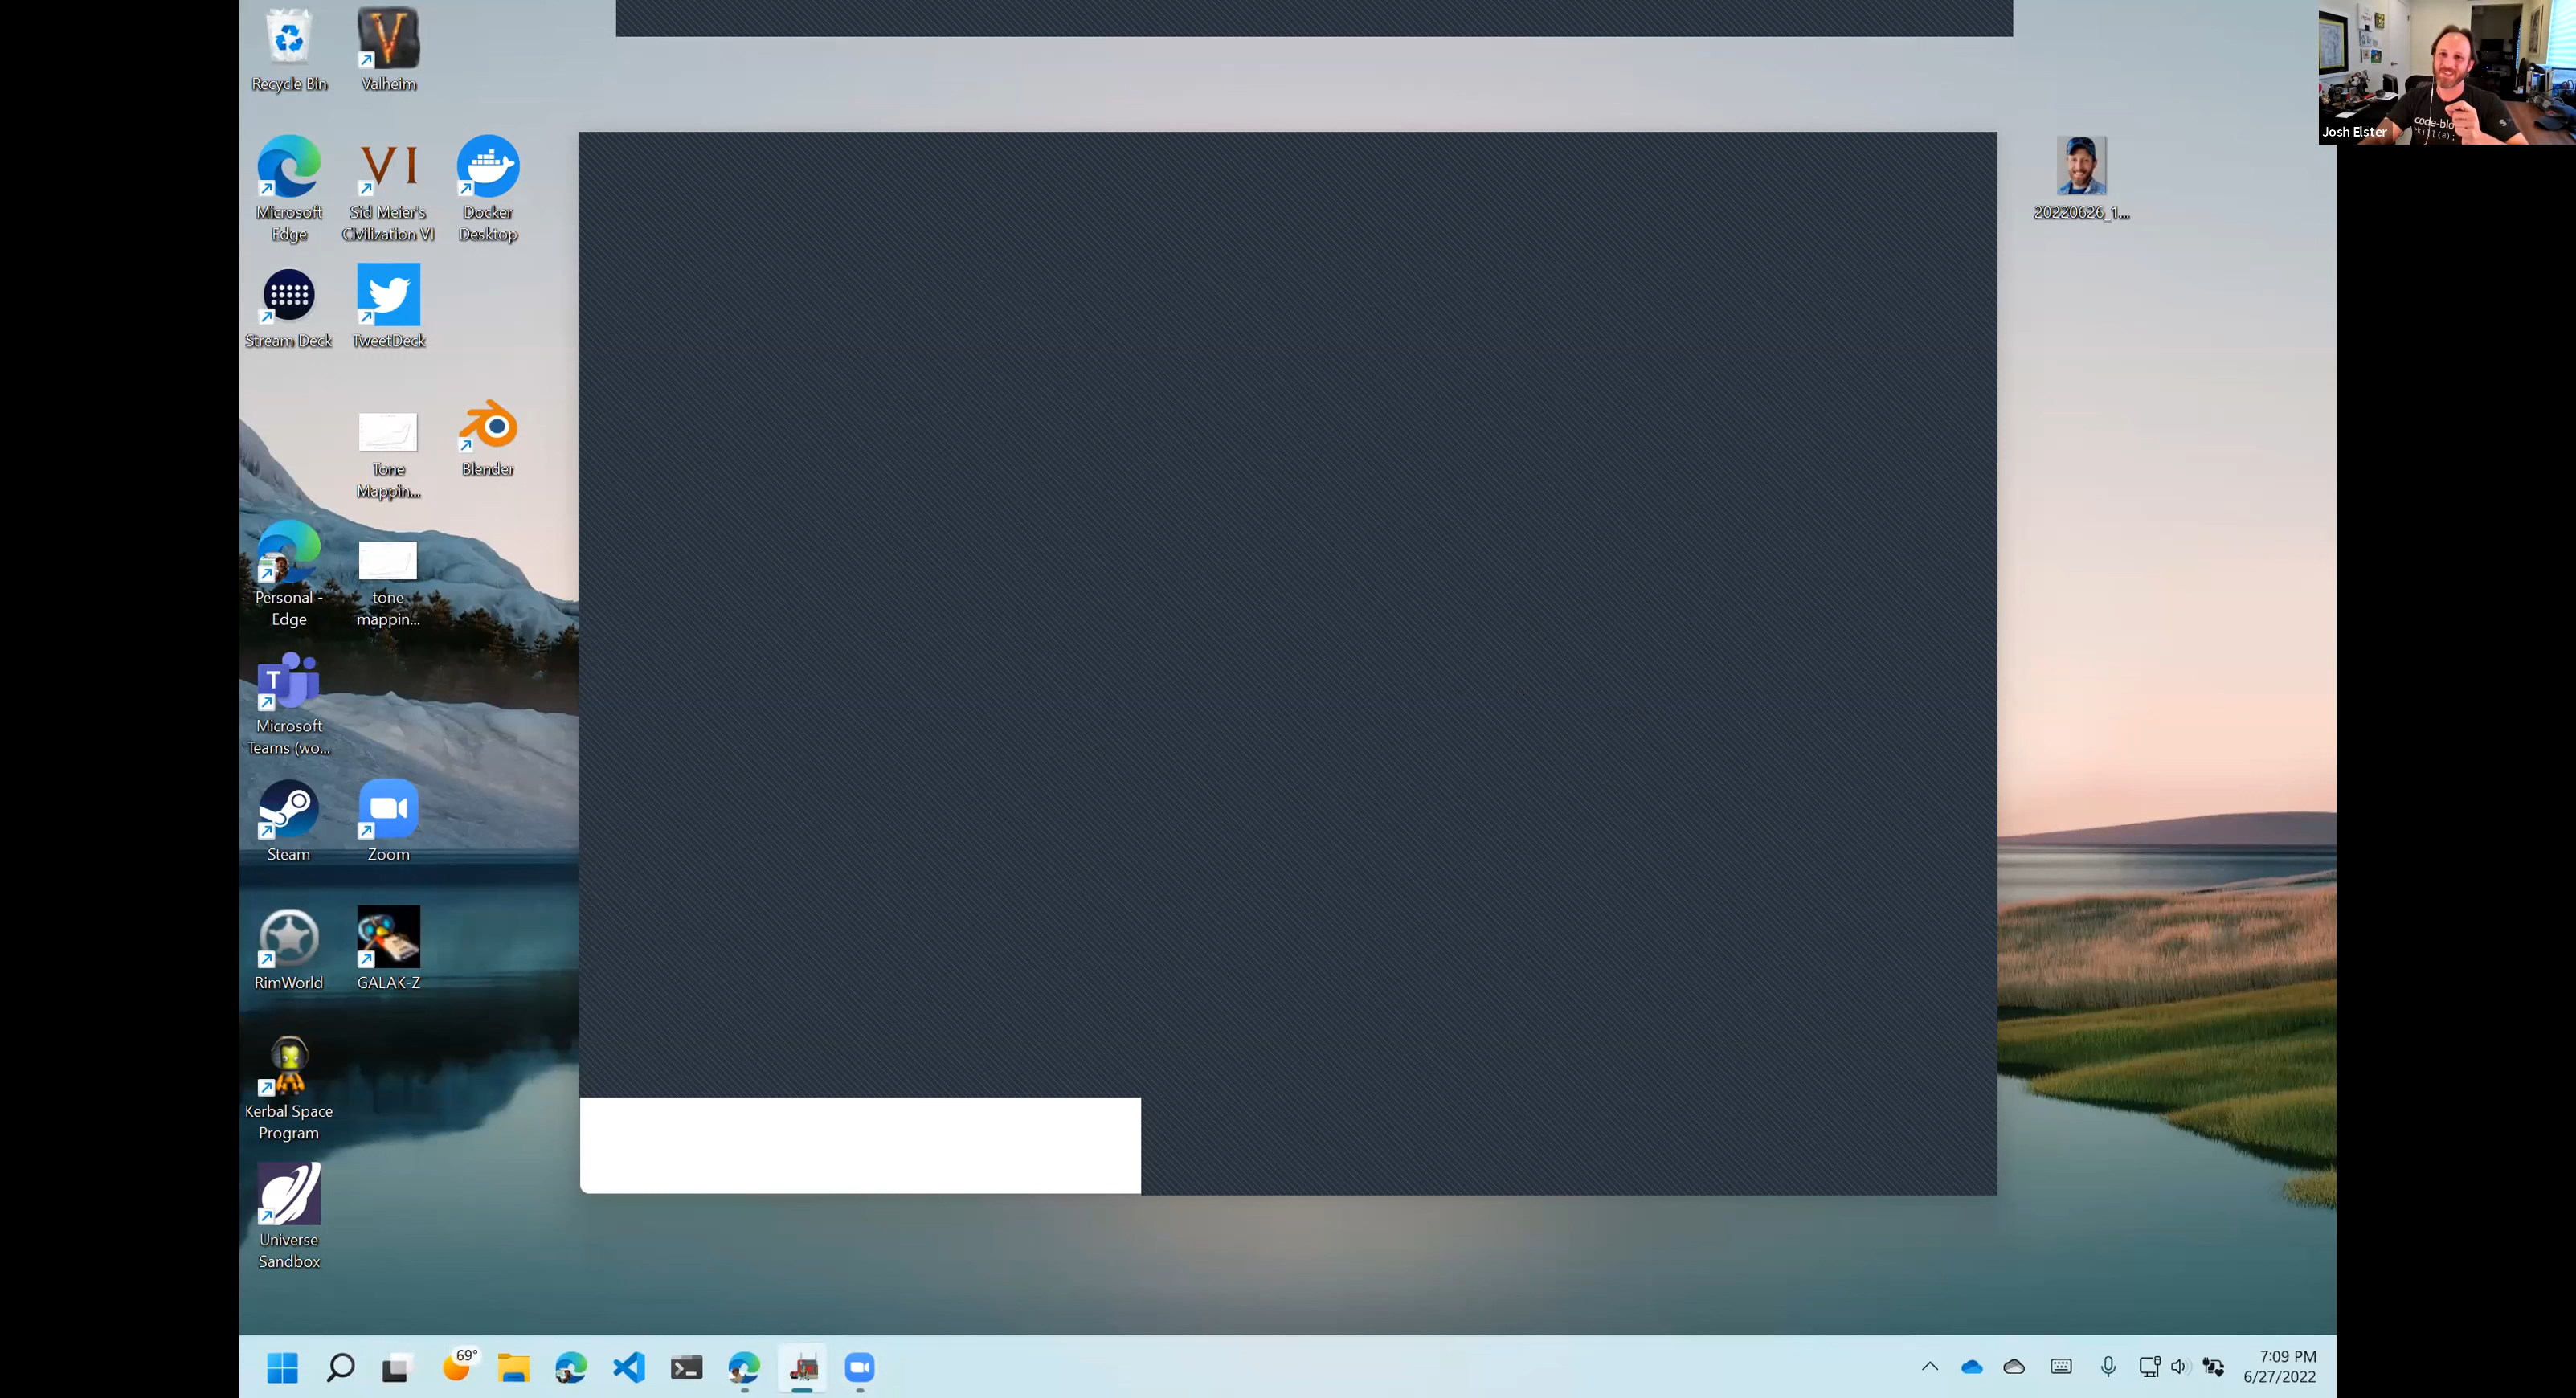 Recycle Bin
Valheim
Microsoft
Edge
Sid Meier's
Civilization VI
Docker
Desktop
20220626_1...
Josh Elster
code-blo
Stream Deck
TweetDeck
Tone
Mappin...
Blender
Personal -
Edge
tone
mappin...
Microsoft
Teams (wo...
Steam
Zoom
RimWorld
GALAK-Z
Kerbal Space
Program
Universe
Sandbox
69°
7:09 PM
6/27/2022